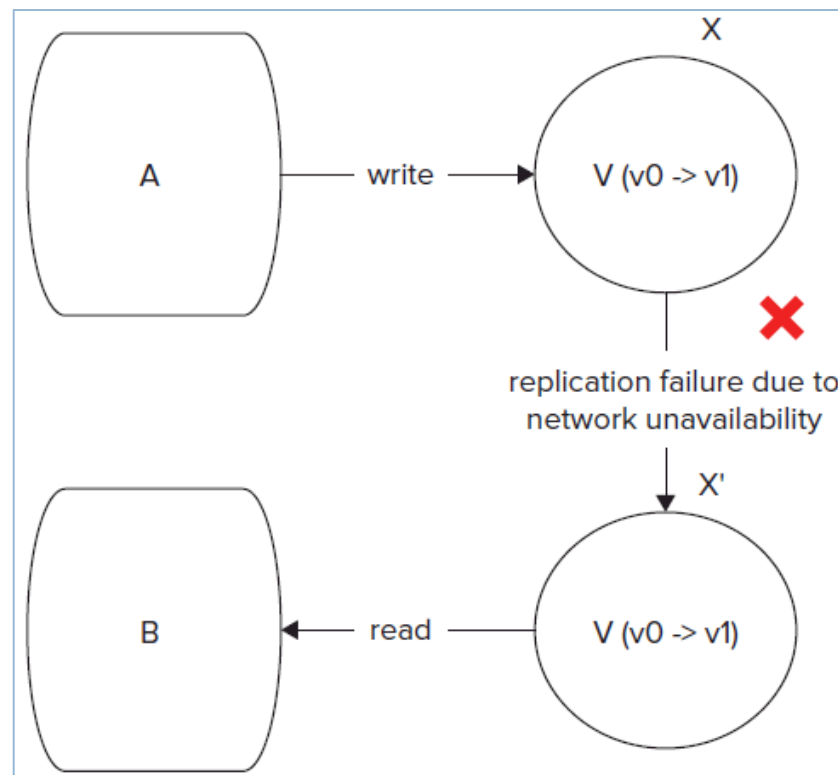 X
A
write
V (v0 -> v1)
replication failure due to
network unavailability
X'
B
read
V (v0 -> v1)